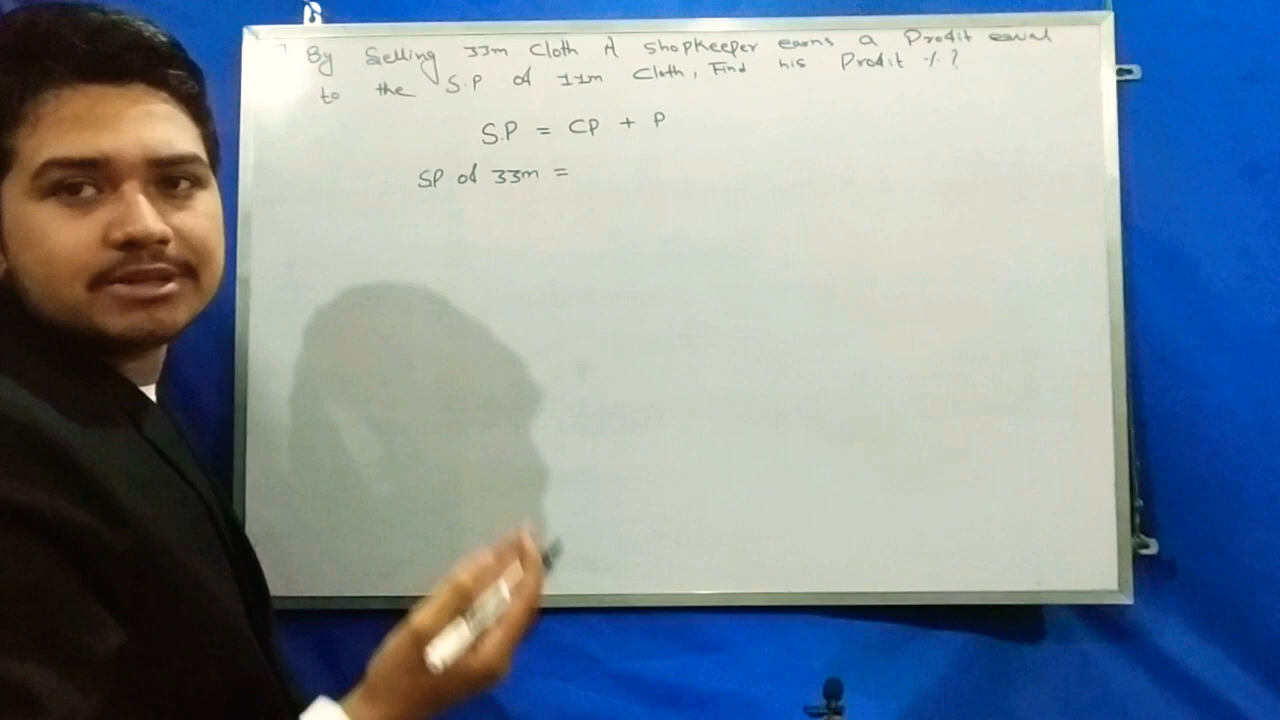 By Selling 33m Cloth A Shopkeeper earns a Profit equal
to the S.P of 11m Cloth, Find his Profit %?
S.P = CP + P
SP of 33m =